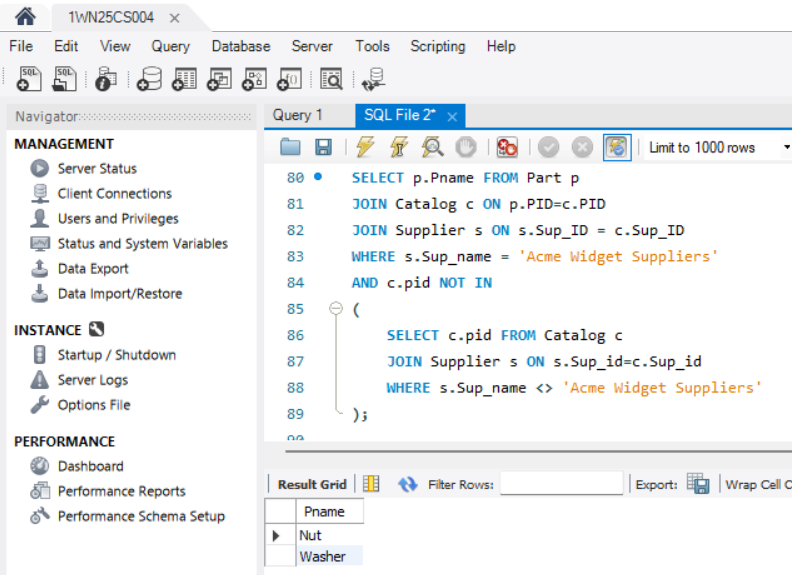 1WN25CS004 ×
File Edit View Query Database Server Tools Scripting Help
SQL SQL
Navigator
Query 1 SQL File 2* ×
MANAGEMENT
Server Status
Client Connections
Users and Privileges
Status and System Variables
Data Export
Data Import/Restore
INSTANCE
Startup / Shutdown
Server Logs
Options File
PERFORMANCE
Dashboard
Performance Reports
Performance Schema Setup
Limit to 1000 rows
80 SELECT p.Pname FROM Part p
81 JOIN Catalog c ON p.PID=c.PID
82 JOIN Supplier s ON s.Sup_ID = c.Sup_ID
83 WHERE s.Sup_name = 'Acme Widget Suppliers'
84 AND c.pid NOT IN
85 (
86 SELECT c.pid FROM Catalog c
87 JOIN Supplier s ON s.Sup_id=c.Sup_id
88 WHERE s.Sup_name <> 'Acme Widget Suppliers'
89 );
90
Result Grid Filter Rows: Export: Wrap Cell C
Pname
Nut
Washer